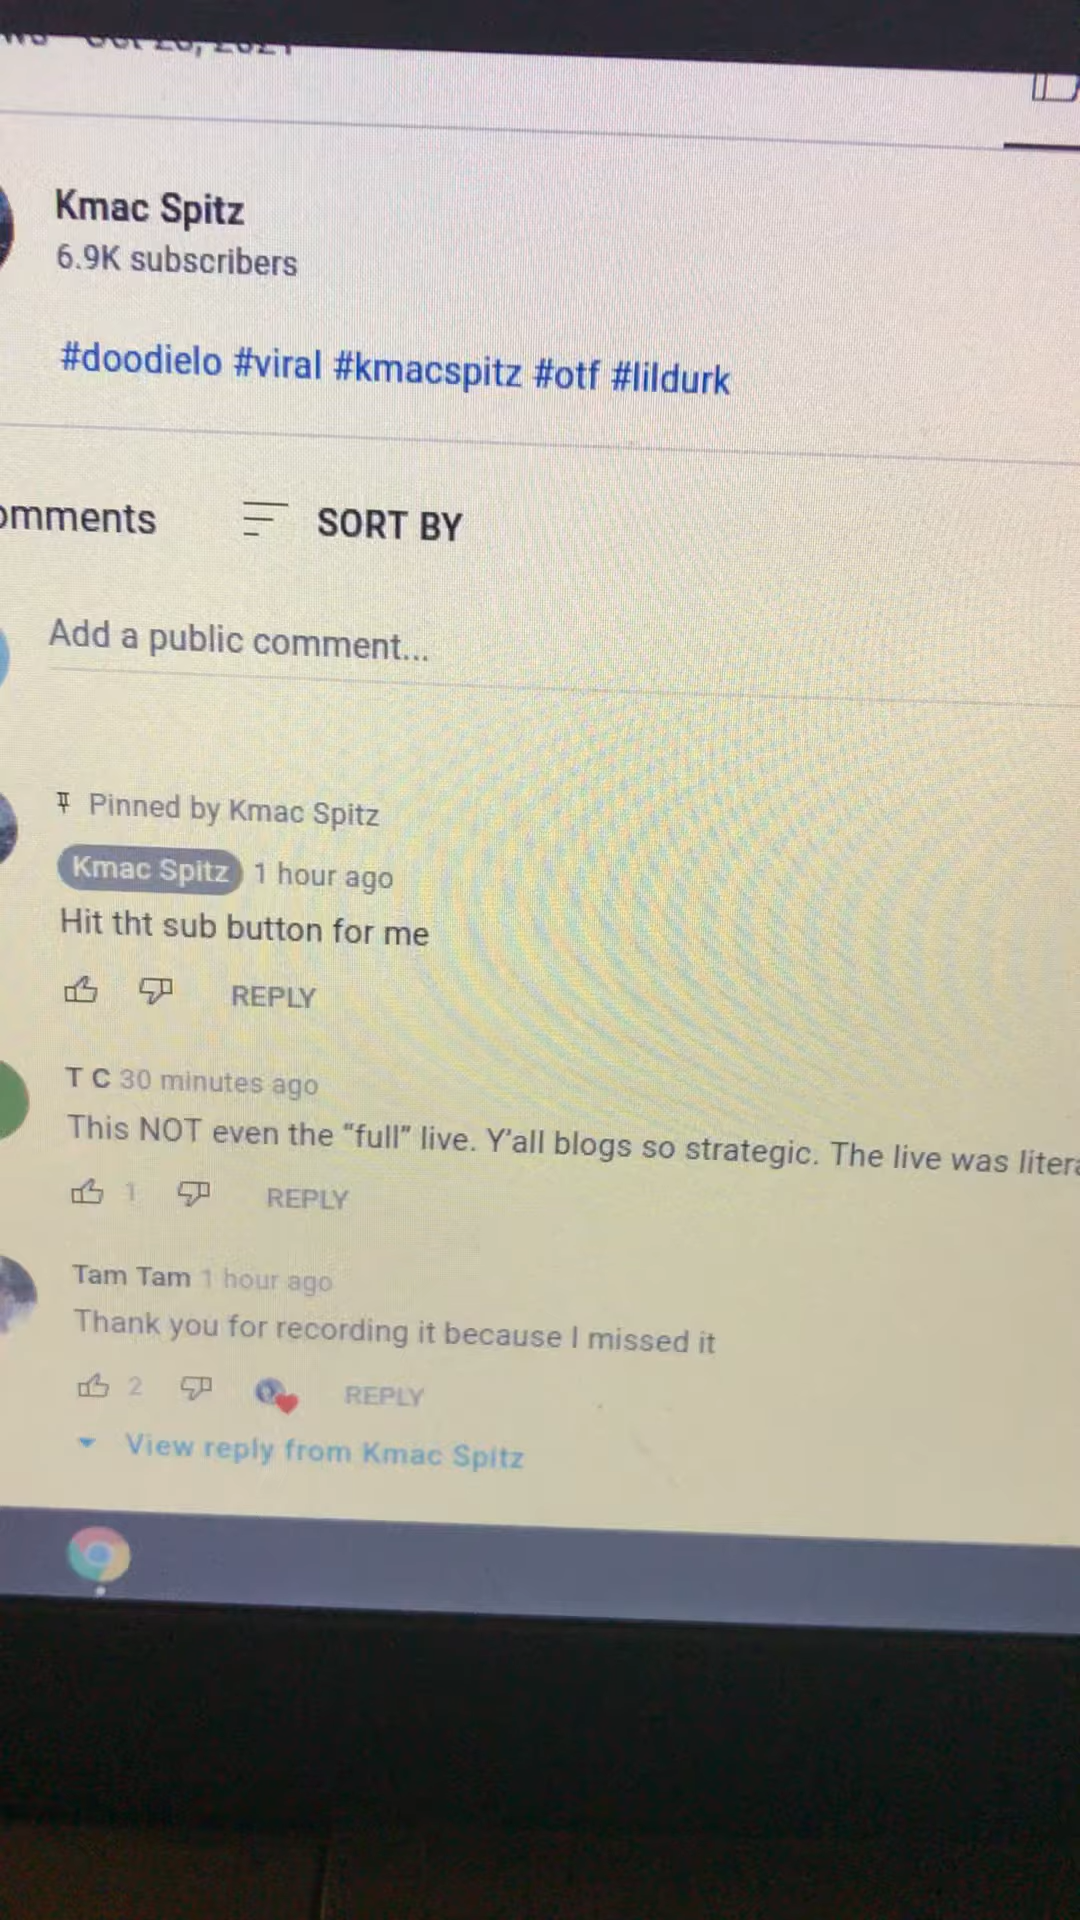 Oct 20, 2021
Kmac Spitz
6.9K subscribers
#doodielo #viral #kmacspitz #otf #lildurk
omments
SORT BY
Add a public comment...
Pinned by Kmac Spitz
Kmac Spitz 1 hour ago
Hit tht sub button for me
REPLY
T C 30 minutes ago
This NOT even the “full” live. Y'all blogs so strategic. The live was litera
1 REPLY
Tam Tam 1 hour ago
Thank you for recording it because I missed it
2 REPLY
View reply from Kmac Spitz